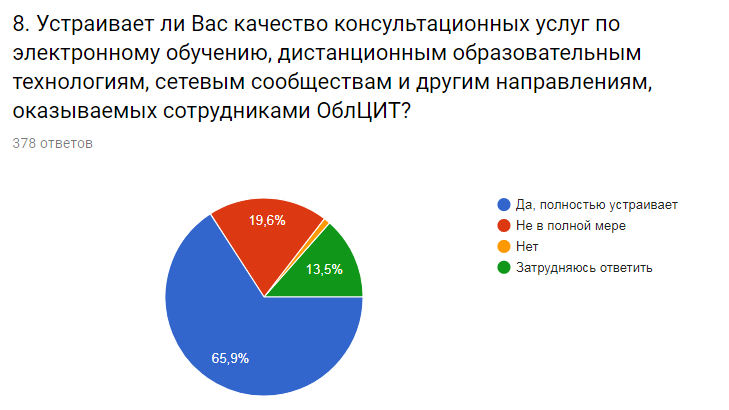 8. Устраивает ли Вас качество консультационных услуг по
электронному обучению, дистанционным образовательным
технологиям, сетевым сообществам и другим направлениям,
оказываемых сотрудниками ОблЦИТ?
378 ответов
Да, полностью устраивает
Не в полной мере
Нет
Затрудняюсь ответить
19,6%
13,5%
65,9%